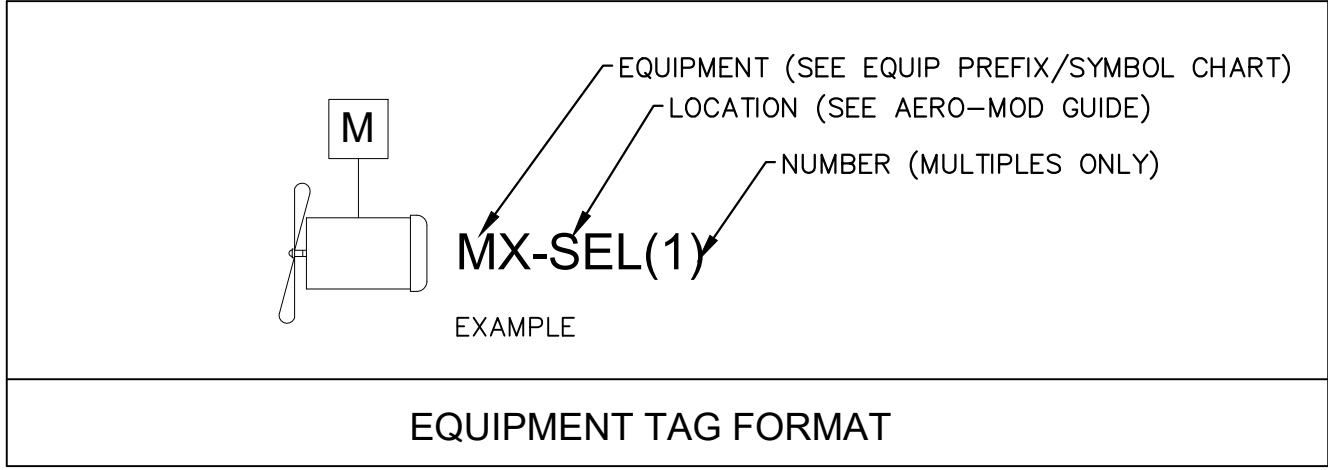 EQUIPMENT (SEE EQUIP PREFIX/SYMBOL CHART)
LOCATION (SEE AERO-MOD GUIDE)
M
NUMBER (MULTIPLES ONLY)
MX-SEL(1)
EXAMPLE
EQUIPMENT TAG FORMAT